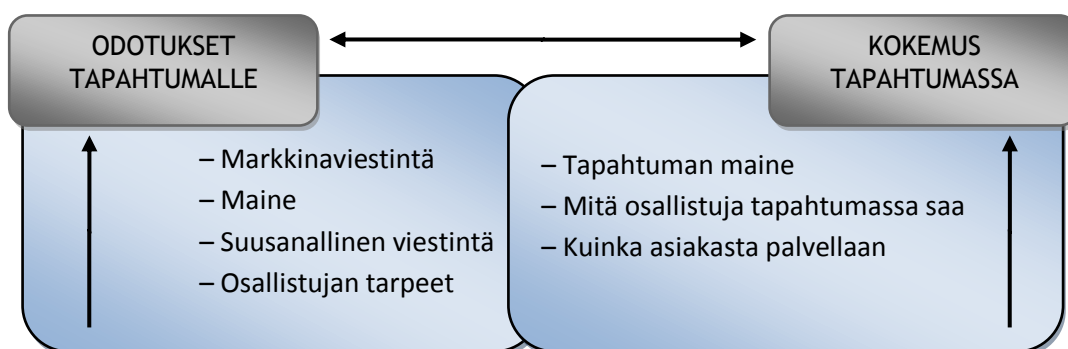 ODOTUKSET
TAPAHTUMALLE
KOKEMUS
TAPAHTUMASSA
– Markkinaviestintä
– Maine
– Suusanallinen viestintä
– Osallistujan tarpeet
– Tapahtuman maine
– Mitä osallistuja tapahtumassa saa
– Kuinka asiakasta palvellaan